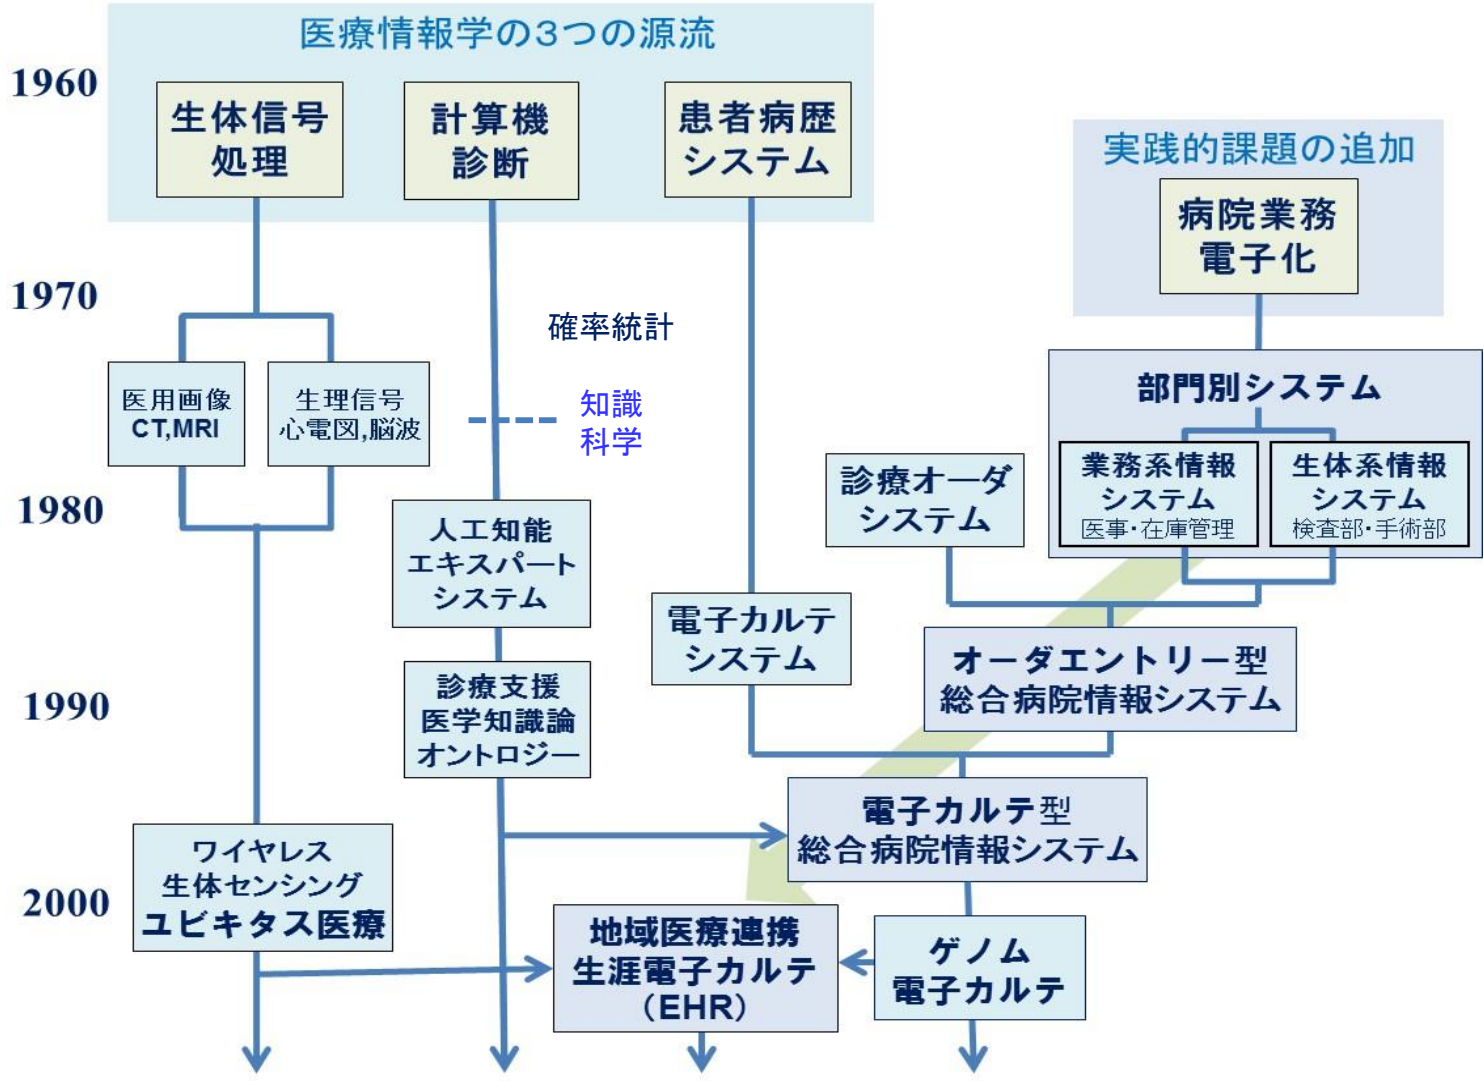 医療情報学の3つの源流
1960
生体信号
処理
計算機
診断
患者病歴
システム
実践的課題の追加
病院業務
電子化
1970
確率統計
知識
科学
医用画像
CT,MRI
生理信号
心電図,脳波
部門別システム
業務系情報
システム
医事・在庫管理
生体系情報
システム
検査部・手術部
診療オーダ
システム
1980
人工知能
エキスパート
システム
電子カルテ
システム
オーダエントリー型
総合病院情報システム
1990
診療支援
医学知識論
オントロジー
電子カルテ型
総合病院情報システム
ワイヤレス
生体センシング
ユビキタス医療
2000
地域医療連携
生涯電子カルテ
（EHR）
ゲノム
電子カルテ